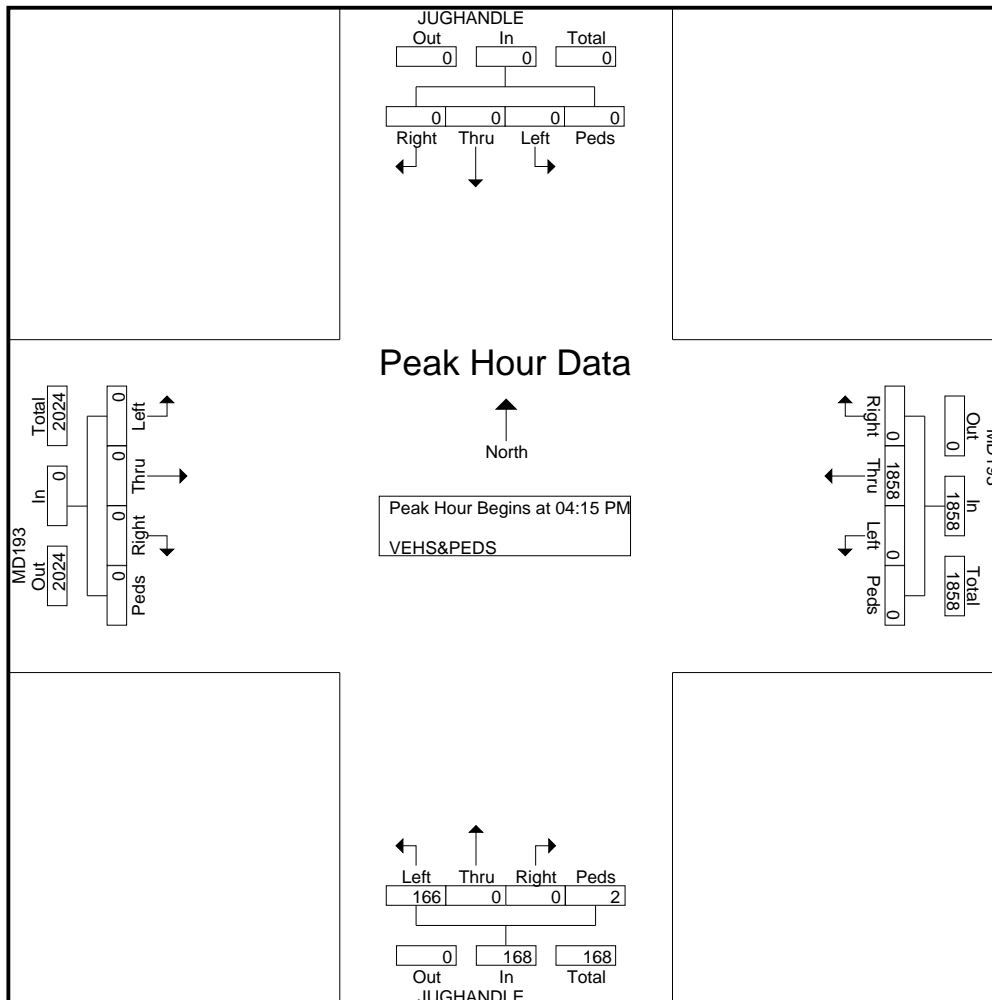 JUGHANDLE
Out In Total
0 0 0
0 0 0 0
Right Thru Left Peds
Peak Hour Data
North
Peak Hour Begins at 04:15 PM
VEHS&PEDS
MD193
Out In Total
2024 0 2024
Left Thru Right Peds
0 0 0 0
MD193
Out In Total
0 1858 1858
Right Thru Left Peds
0 1858 0 0
Left Thru Right Peds
166 0 0 2
0 168 168
Out In Total
JUGHANDLE